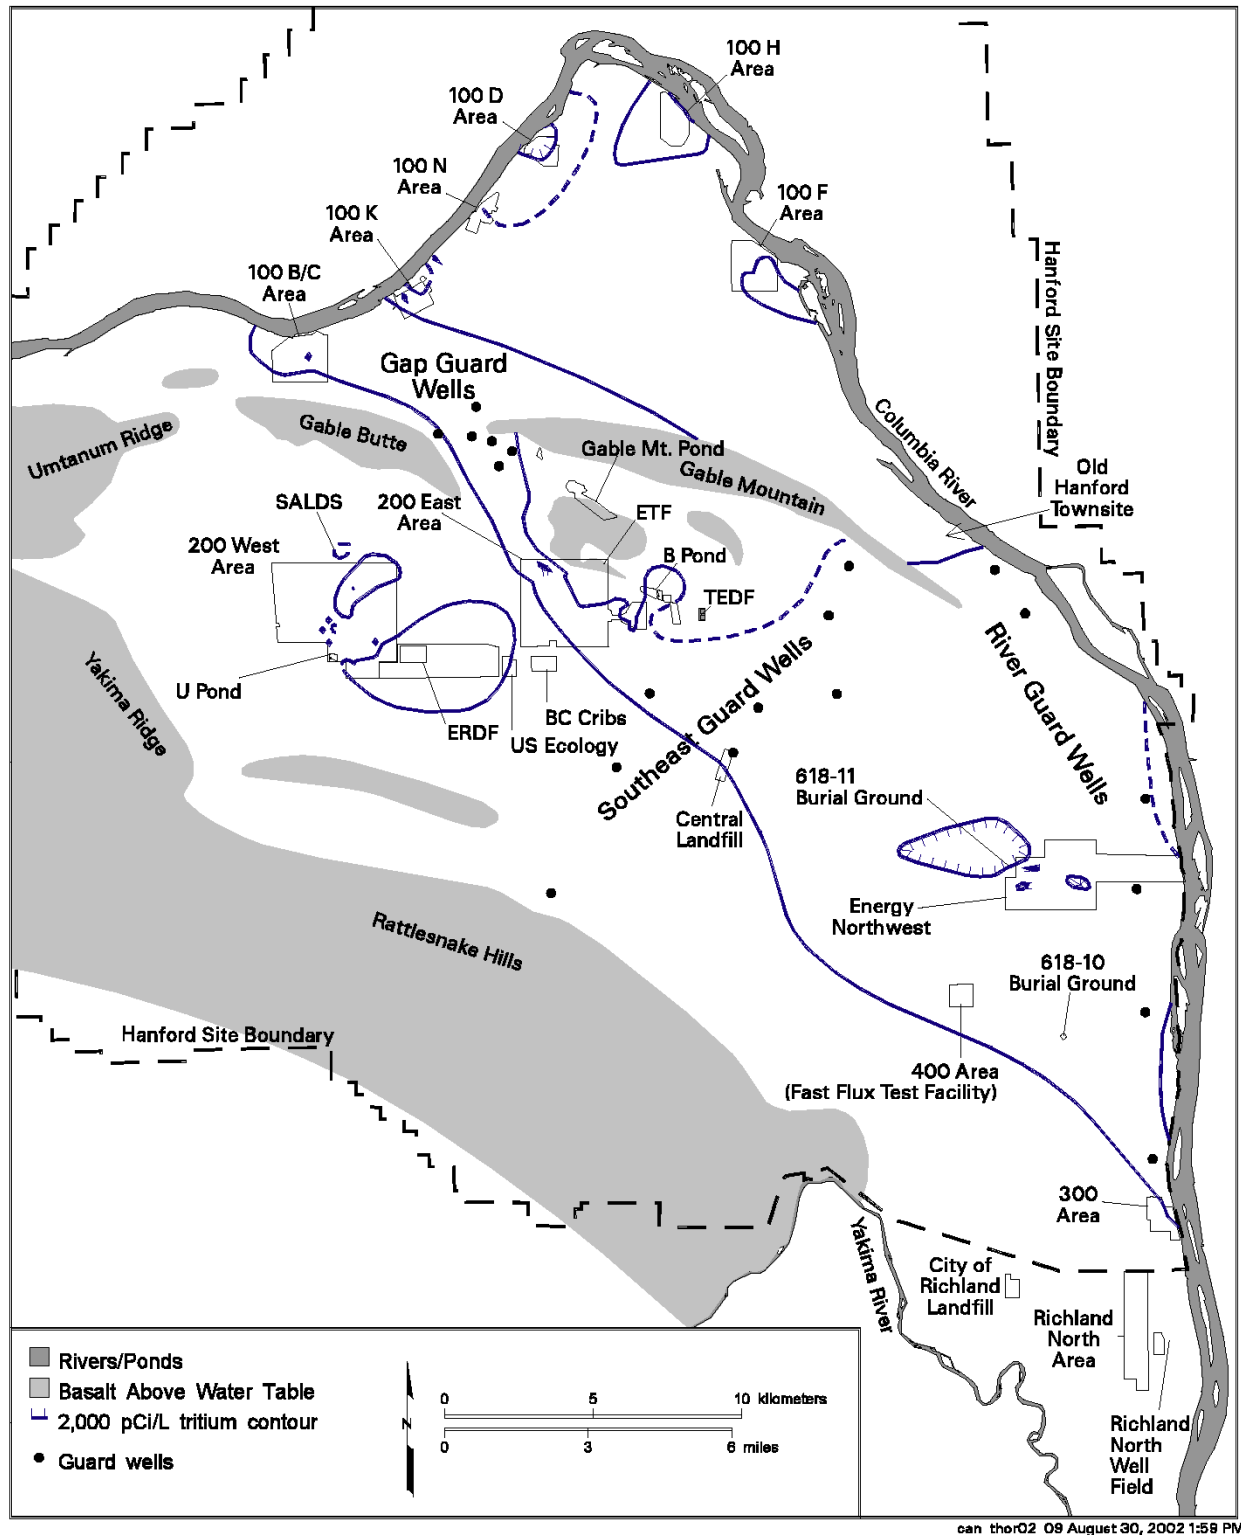 100 H
Area
100 D
Area
100 N
Area
100 F
Area
100 K
Area
100 B/C
Area
Hanford Site Boundary
Gap Guard
Wells
Columbia River
Umtanum Ridge
Gable Butte
Gable Mt. Pond
Gable Mountain
Old
Hanford
Townsite
SALDS
200 East
Area
ETF
200 West
Area
B Pond
TEDF
River Guard Wells
Southeast Guard Wells
Yakima Ridge
U Pond
ERDF
BC Cribs
US Ecology
618-11
Burial Ground
Central
Landfill
Energy
Northwest
Rattlesnake Hills
618-10
Burial Ground
Hanford Site Boundary
400 Area
(Fast Flux Test Facility)
300
Area
Yakima River
City of
Richland
Landfill
Richland
North
Area
Richland
North
Well
Field
Rivers/Ponds
Basalt Above Water Table
2,000 pCi/L tritium contour
Guard wells
N
0 5 10 kilometers
0 3 6 miles
can_thor02_09 August 30, 2002 1:59 PM